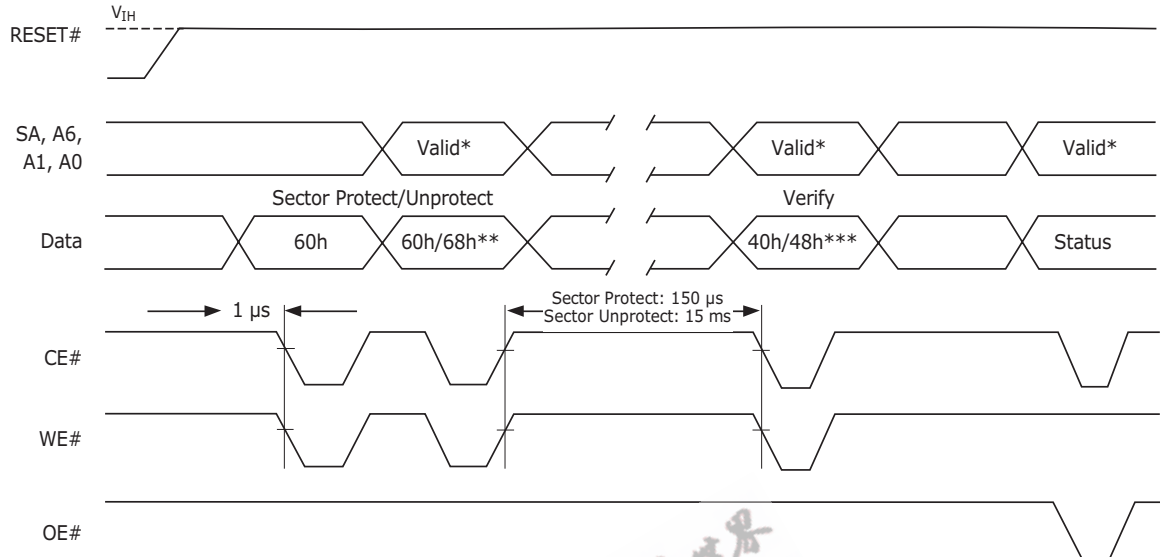 V_IH
RESET#
SA, A6,
A1, A0
Valid*
Valid*
Valid*
Sector Protect/Unprotect
Verify
Data
60h
60h/68h**
40h/48h***
Status
1 μs
Sector Protect: 150 μs
Sector Unprotect: 15 ms
CE#
WE#
OE#